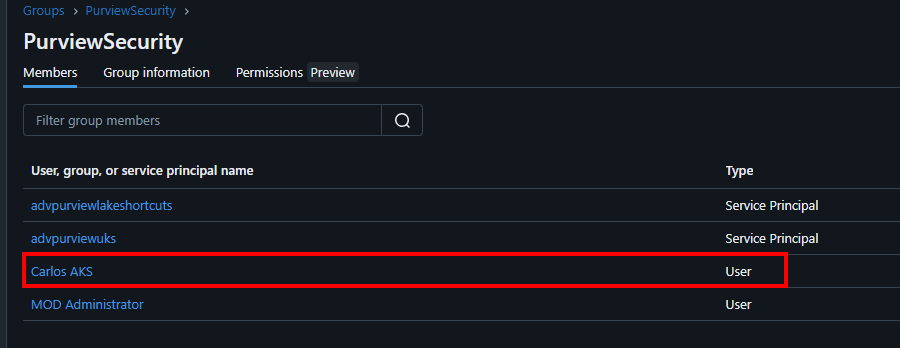 Groups > PurviewSecurity >
PurviewSecurity
Members Group information Permissions Preview
Filter group members
User, group, or service principal name Type
advpurviewlakeshortcuts Service Principal
advpurviewuks Service Principal
Carlos AKS User
MOD Administrator User